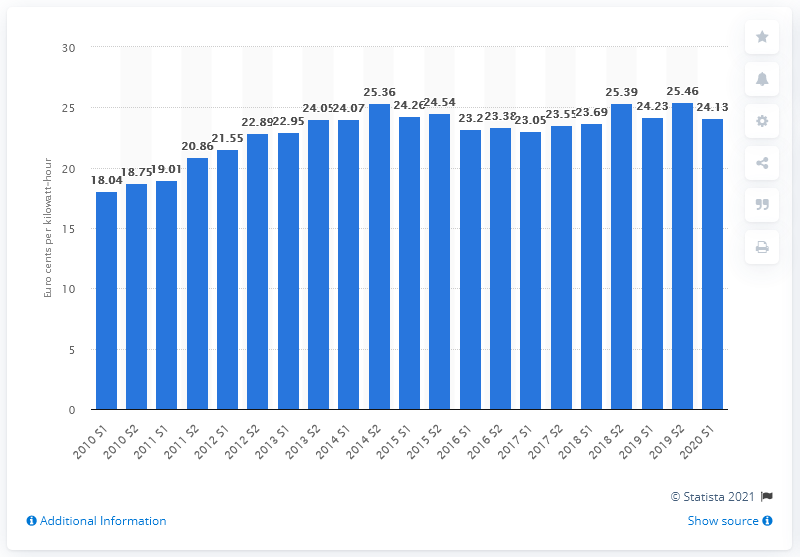 30
25
20
15
10
5
0
Euro cents per kilowatt-hour
18.04 18.75 19.01 20.86 21.55 22.89 22.95 24.05 24.07 25.36 24.26 24.54 23.2 23.38 23.05 23.55 23.69 25.39 24.23 25.46 24.13
2010 S1 2010 S2 2011 S1 2011 S2 2012 S1 2012 S2 2013 S1 2013 S2 2014 S1 2014 S2 2015 S1 2015 S2 2016 S1 2016 S2 2017 S1 2017 S2 2018 S1 2018 S2 2019 S1 2019 S2 2020 S1
© Statista 2021
Additional Information
Show source